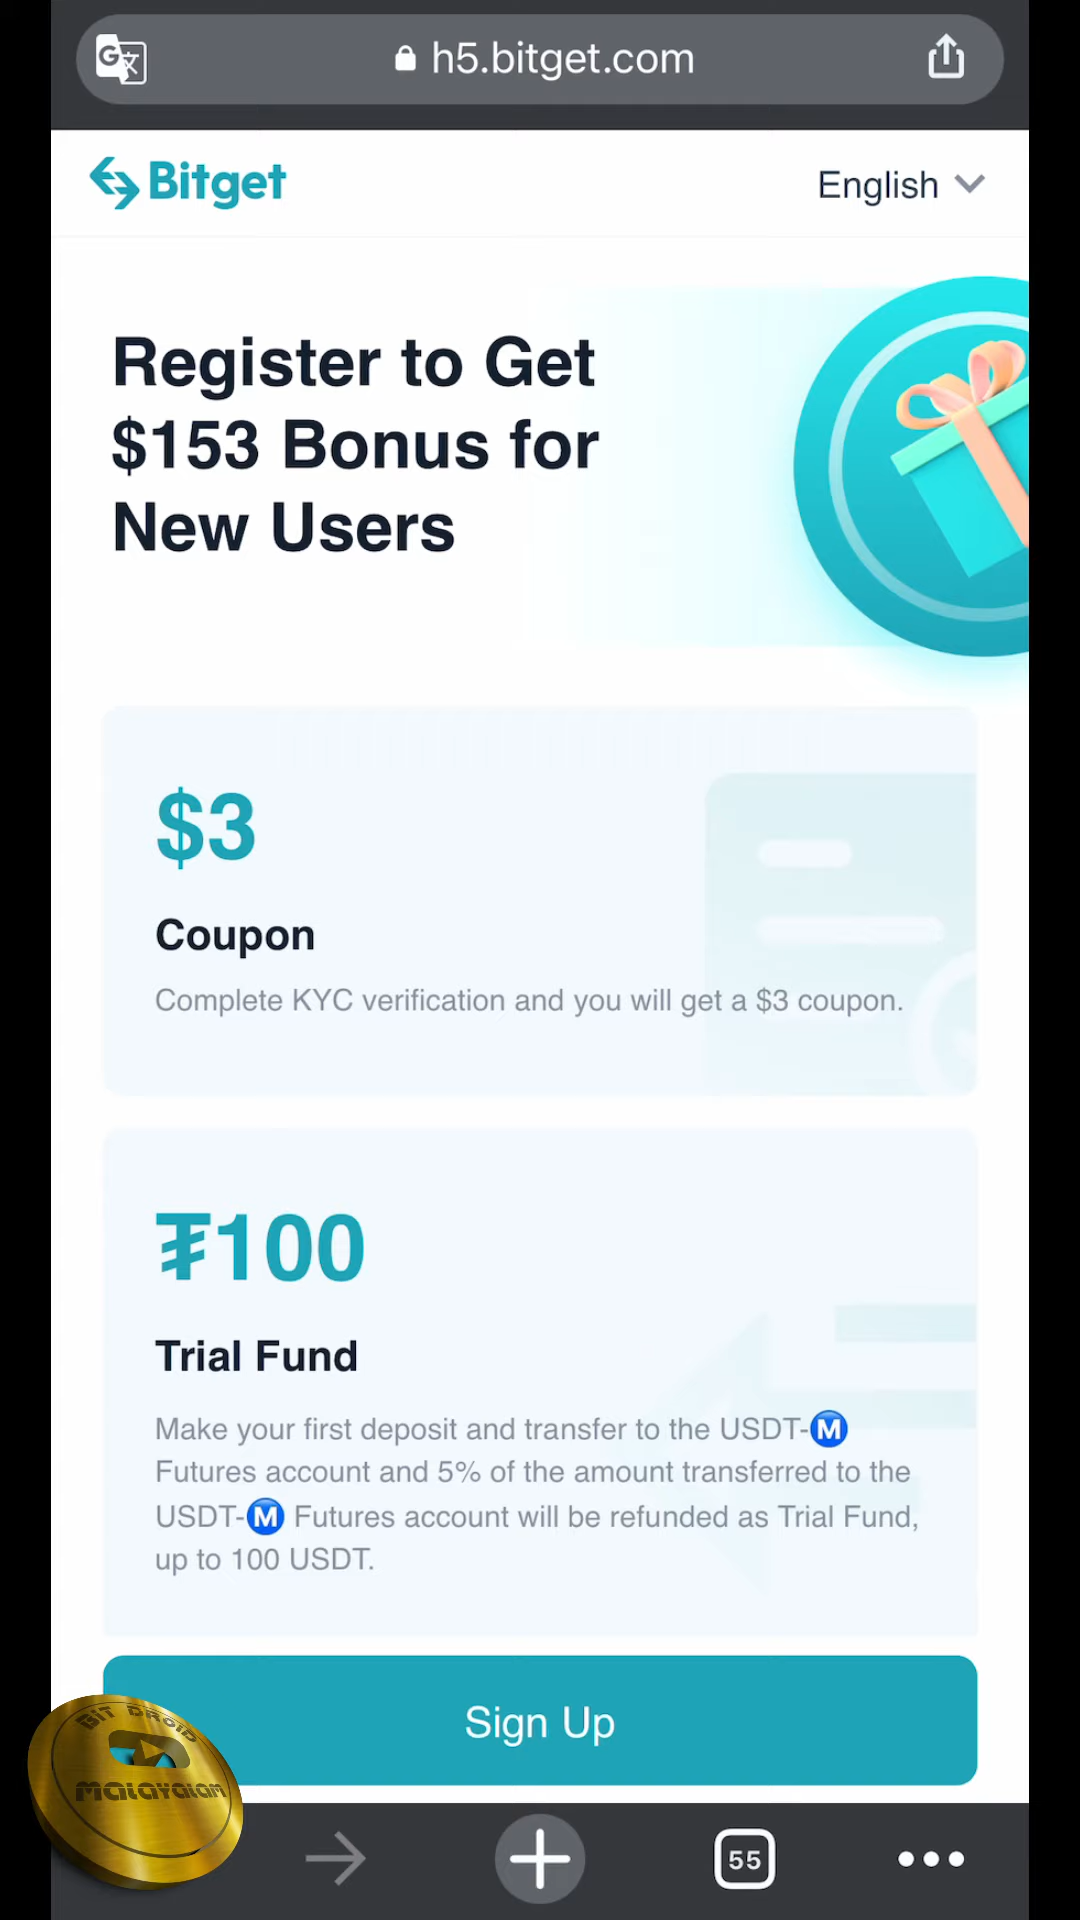 h5.bitget.com
Bitget
English
Register to Get
$153 Bonus for
New Users
$3
Coupon
Complete KYC verification and you will get a $3 coupon.
₮100
Trial Fund
Make your first deposit and transfer to the USDT-Ⓜ️
Futures account and 5% of the amount transferred to the
USDT-Ⓜ️ Futures account will be refunded as Trial Fund,
up to 100 USDT.
Sign Up
BiT DROiD
MALAYALAM
55